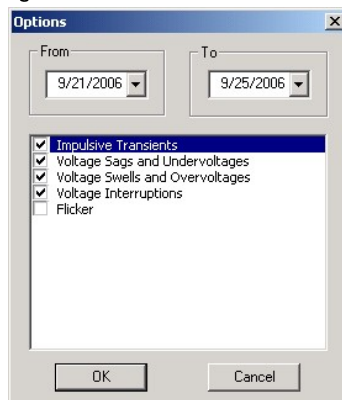 Options
From
To
9/21/2006
9/25/2006
Impulsive Transients
Voltage Sags and Undervoltages
Voltage Swells and Overvoltages
Voltage Interruptions
Flicker
OK
Cancel